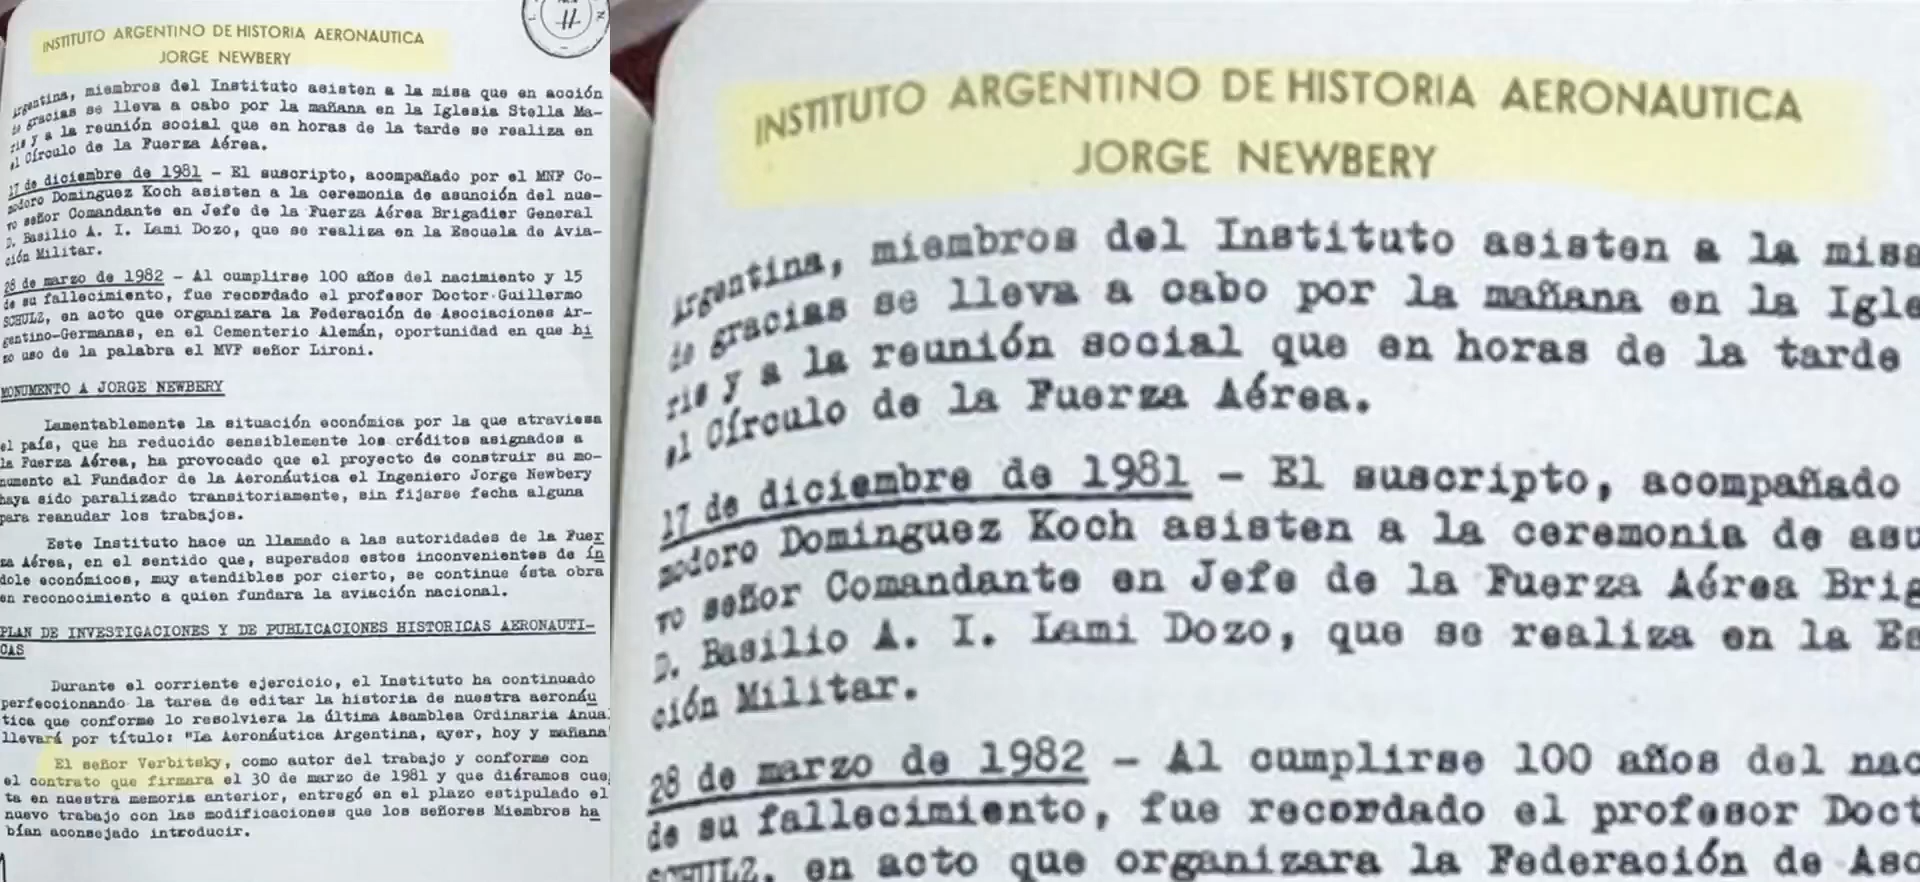 INSTITUTO ARGENTINO DE HISTORIA AERONAUTICA
JORGE NEWBERY
Argentina, miembros del Instituto asisten a la misa que en acción
de gracias se lleva a cabo por la mañana en la Iglesia Stella Ma-
ris y a la reunión social que en horas de la tarde se realiza en
el Círculo de la Fuerza Aérea.
17 de diciembre de 1981 - El suscripto, acompañado por el MNF Co-
modoro Dominguez Koch asisten a la ceremonia de asunción del nue-
vo señor Comandante en Jefe de la Fuerza Aérea Brigadier General
D. Basilio A. I. Lami Dozo, que se realiza en la Escuela de Avia-
ción Militar.
28 de marzo de 1982 - Al cumplirse 100 años del nacimiento y 15
de su fallecimiento, fue recordado el profesor Doctor Guillermo
SCHULZ, en acto que organizara la Federación de Asociaciones Ar-
gentino-Germanas, en el Cementerio Alemán, oportunidad en que hi
zo uso de la palabra el MVF señor Lironi.
MONUMENTO A JORGE NEWBERY
Lamentablemente la situación económica por la que atraviesa
el país, que ha reducido sensiblemente los créditos asignados a
la Fuerza Aérea, ha provocado que el proyecto de construir su mo-
numento al Fundador de la Aeronáutica el Ingeniero Jorge Newbery
haya sido paralizado transitoriamente, sin fijarse fecha alguna
para reanudar los trabajos.
Este Instituto hace un llamado a las autoridades de la Fuer
za Aérea, en el sentido que, superados estos inconvenientes de ín
dole económicos, muy atendibles por cierto, se continue ésta obra
en reconocimiento a quien fundara la aviación nacional.
PLAN DE INVESTIGACIONES Y DE PUBLICACIONES HISTORICAS AERONAUTI-
CAS
Durante el corriente ejercicio, el Instituto ha continuado
perfeccionando la tarea de editar la historia de nuestra aeronáu
tica que conforme lo resolviera la última Asamblea Ordinaria Anua
llevará por título: "La Aeronáutica Argentina, ayer, hoy y mañana
El señor Verbitsky, como autor del trabajo y conforme con
el contrato que firmara el 30 de marzo de 1981 y que diéramos cue
ta en nuestra memoria anterior, entregó en el plazo estipulado el
nuevo trabajo con las modificaciones que los señores Miembros ha
bían aconsejado introducir.
INSTITUTO ARGENTINO DE HISTORIA AERONAUTICA
JORGE NEWBERY
Argentina, miembros del Instituto asisten a la misa
de gracias se lleva a cabo por la mañana en la Igle
ris y a la reunión social que en horas de la tarde
el Círculo de la Fuerza Aérea.
17 de diciembre de 1981 - El suscripto, acompañado
modoro Dominguez Koch asisten a la ceremonia de asu
vo señor Comandante en Jefe de la Fuerza Aérea Brig
D. Basilio A. I. Lami Dozo, que se realiza en la Es
ción Militar.
28 de marzo de 1982 - Al cumplirse 100 años del nac
de su fallecimiento, fue recordado el profesor Doct
SCHULZ, en acto que organizara la Federación de Aso